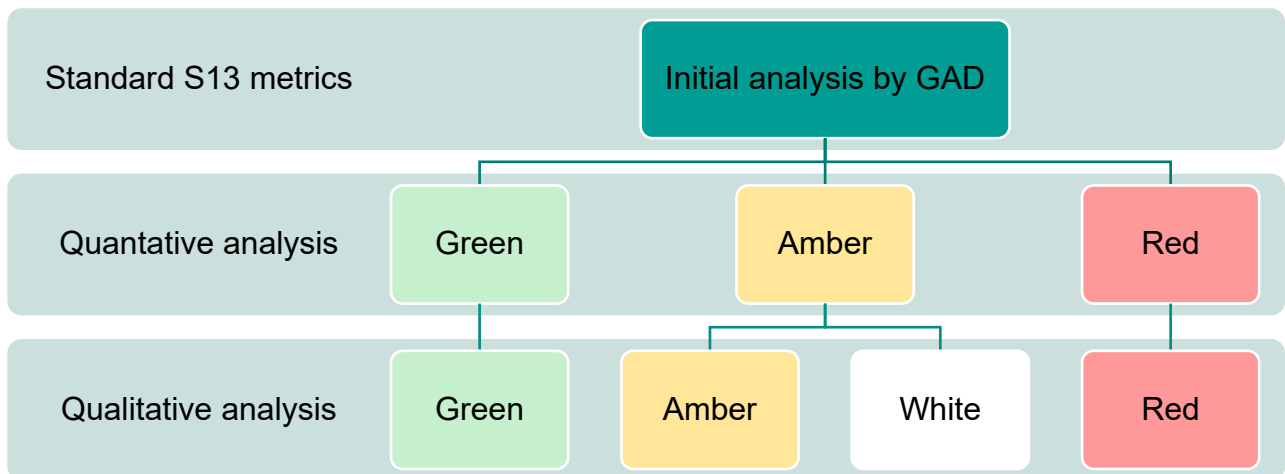 Standard S13 metrics
Initial analysis by GAD
Quantative analysis
Green
Amber
Red
Qualitative analysis
Green
Amber
White
Red